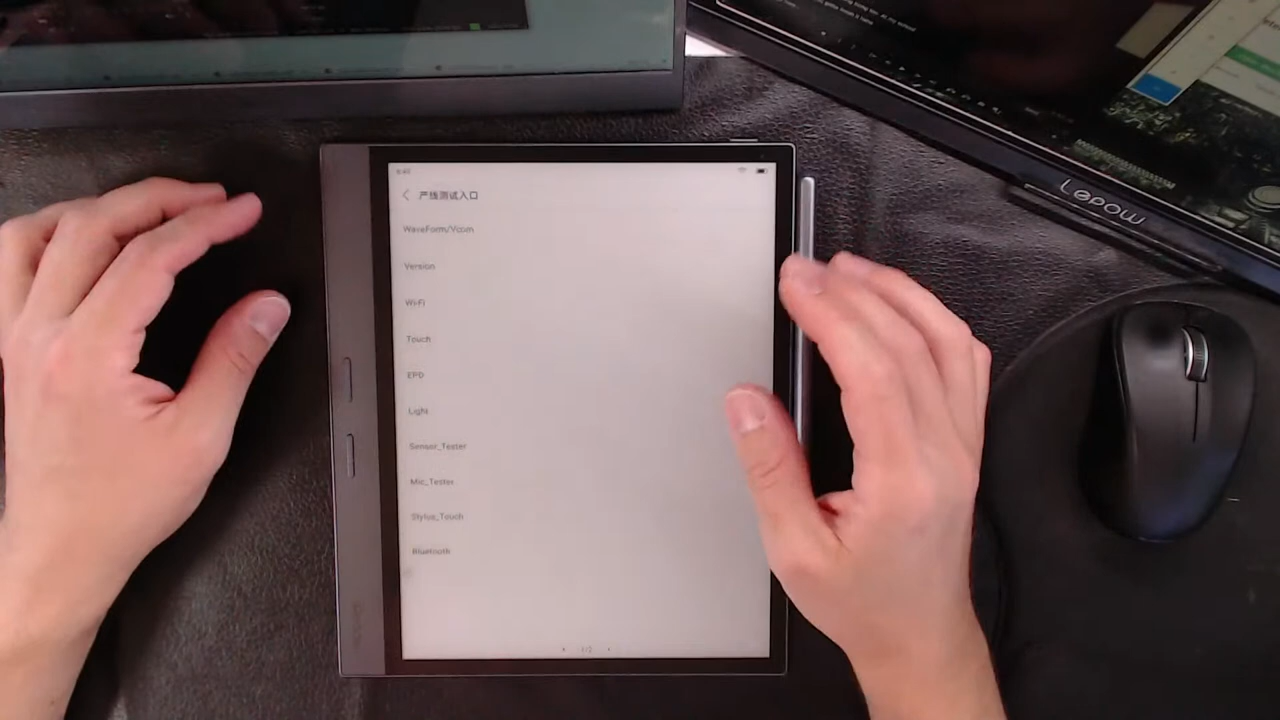 产线测试入口
WaveForm/Vcom
Version
Wi-Fi
Touch
EPD
Light
Sensor_Tester
Mic_Tester
Stylus_Touch
Bluetooth
1/2
Lepow